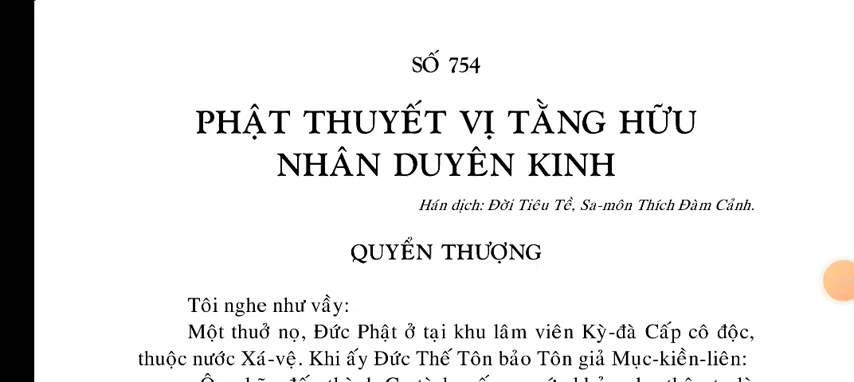 SỐ 754
PHẬT THUYẾT VỊ TẰNG HỮU
NHÂN DUYÊN KINH
Hán dịch: Đời Tiêu Tề, Sa-môn Thích Đàm Cảnh.
QUYỂN THƯỢNG
Tôi nghe như vầy:
Một thuở nọ, Đức Phật ở tại khu lâm viên Kỳ-đà Cấp cô độc,
thuộc nước Xá-vệ. Khi ấy Đức Thế Tôn bảo Tôn giả Mục-kiền-liên: